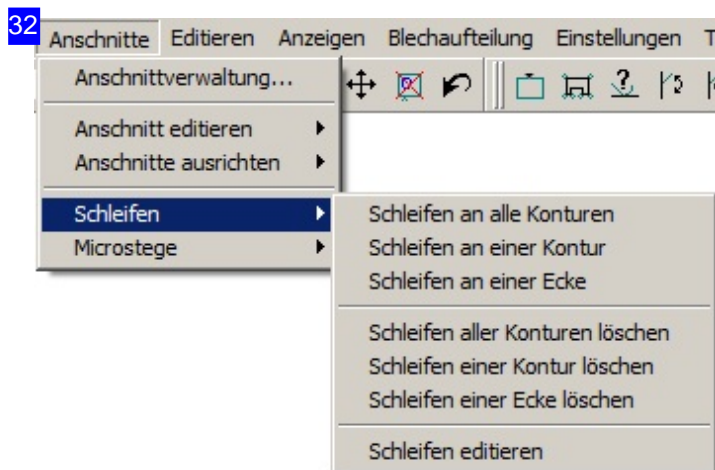 32
Anschnitte Editieren Anzeigen Blechaufteilung Einstellungen T
Anschnittverwaltung...
Anschnitt editieren
Anschnitte ausrichten
Schleifen
Microstege
Schleifen an alle Konturen
Schleifen an einer Kontur
Schleifen an einer Ecke
Schleifen aller Konturen löschen
Schleifen einer Kontur löschen
Schleifen einer Ecke löschen
Schleifen editieren